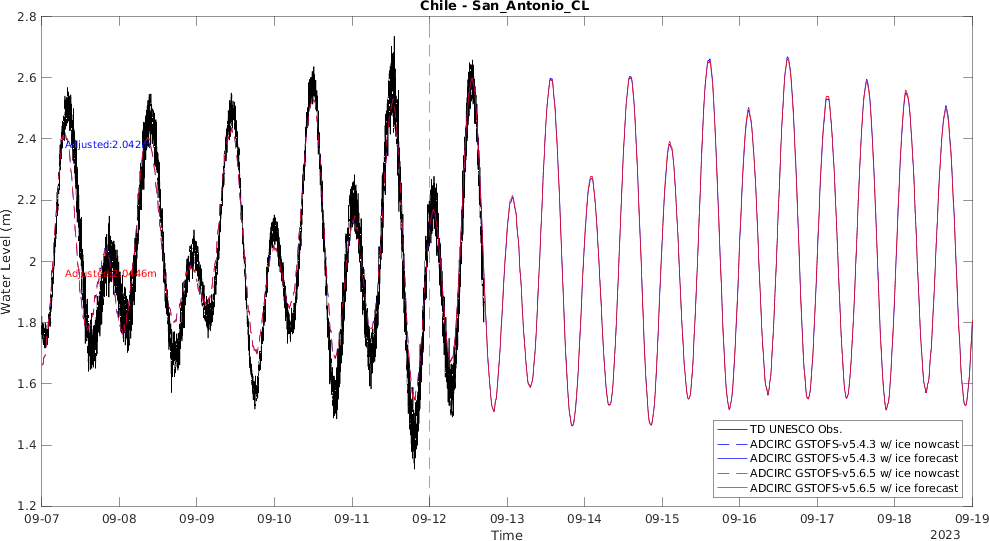 Chile - San_Antonio_CL
Water Level (m)
2.8
2.6
2.4
2.2
2
1.8
1.6
1.4
1.2
Adjusted:2.042
TD UNESCO Obs.
ADCIRC GSTOFS-v5.4.3 w/ ice nowcast
ADCIRC GSTOFS-v5.4.3 w/ ice forecast
ADCIRC GSTOFS-v5.6.5 w/ ice nowcast
ADCIRC GSTOFS-v5.6.5 w/ ice forecast
09-07 09-08 09-09 09-10 09-11 09-12 09-13 09-14 09-15 09-16 09-17 09-18 09-19
Time
2023